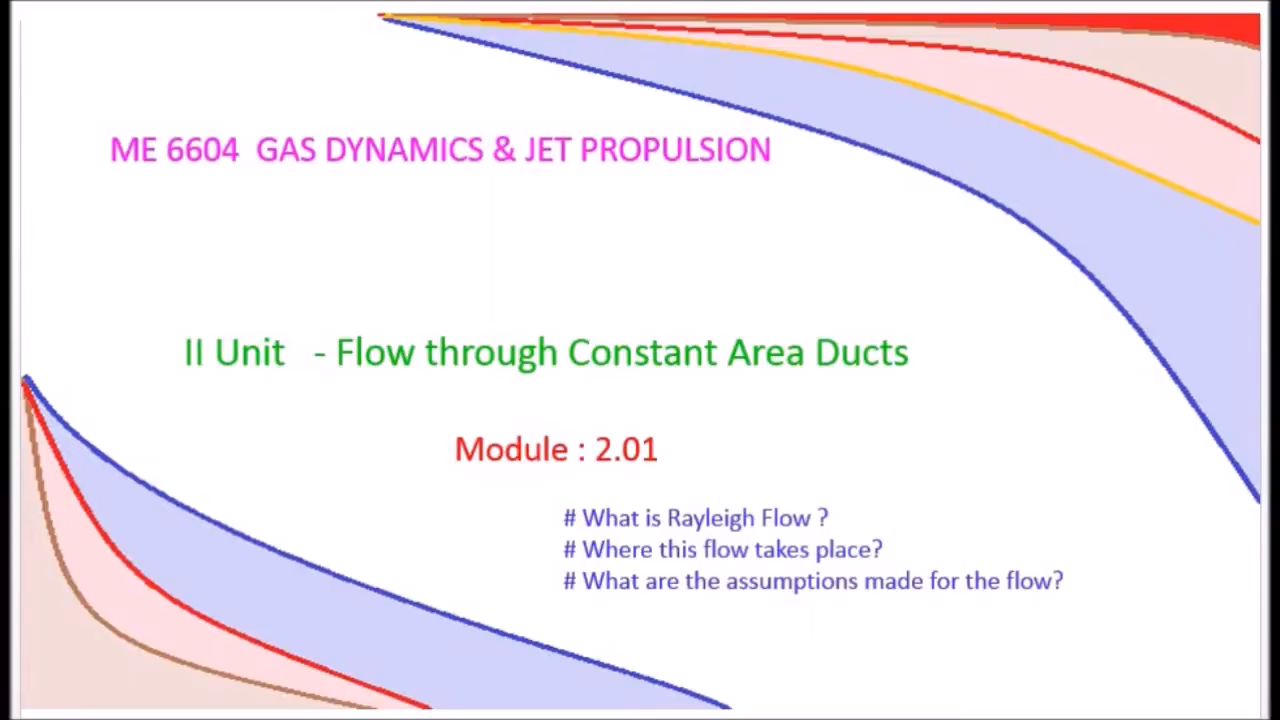 ME 6604 GAS DYNAMICS & JET PROPULSION
II Unit - Flow through Constant Area Ducts
Module : 2.01
# What is Rayleigh Flow ?
# Where this flow takes place?
# What are the assumptions made for the flow?